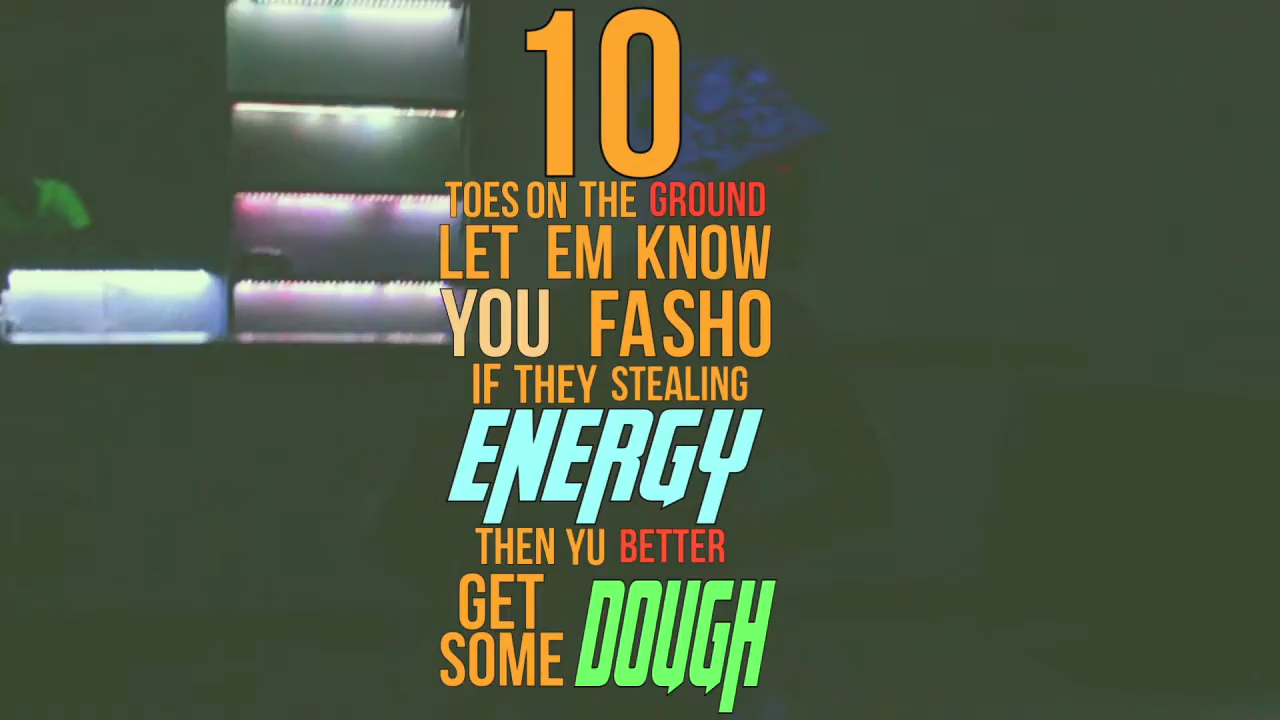 10
TOES ON THE GROUND
LET EM KNOW
YOU FASHO
IF THEY STEALING
ENERGY
THEN YU BETTER
GET
SOME DOUGH